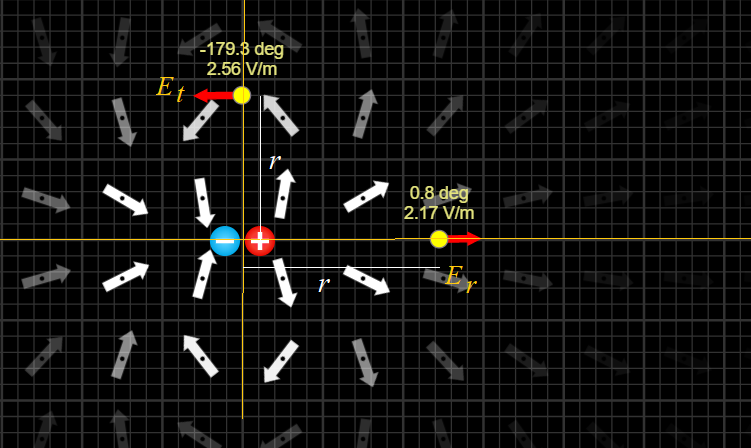 -179.3 deg
2.56 V/m
E t
r
0.8 deg
2.17 V/m
− +
r
E r